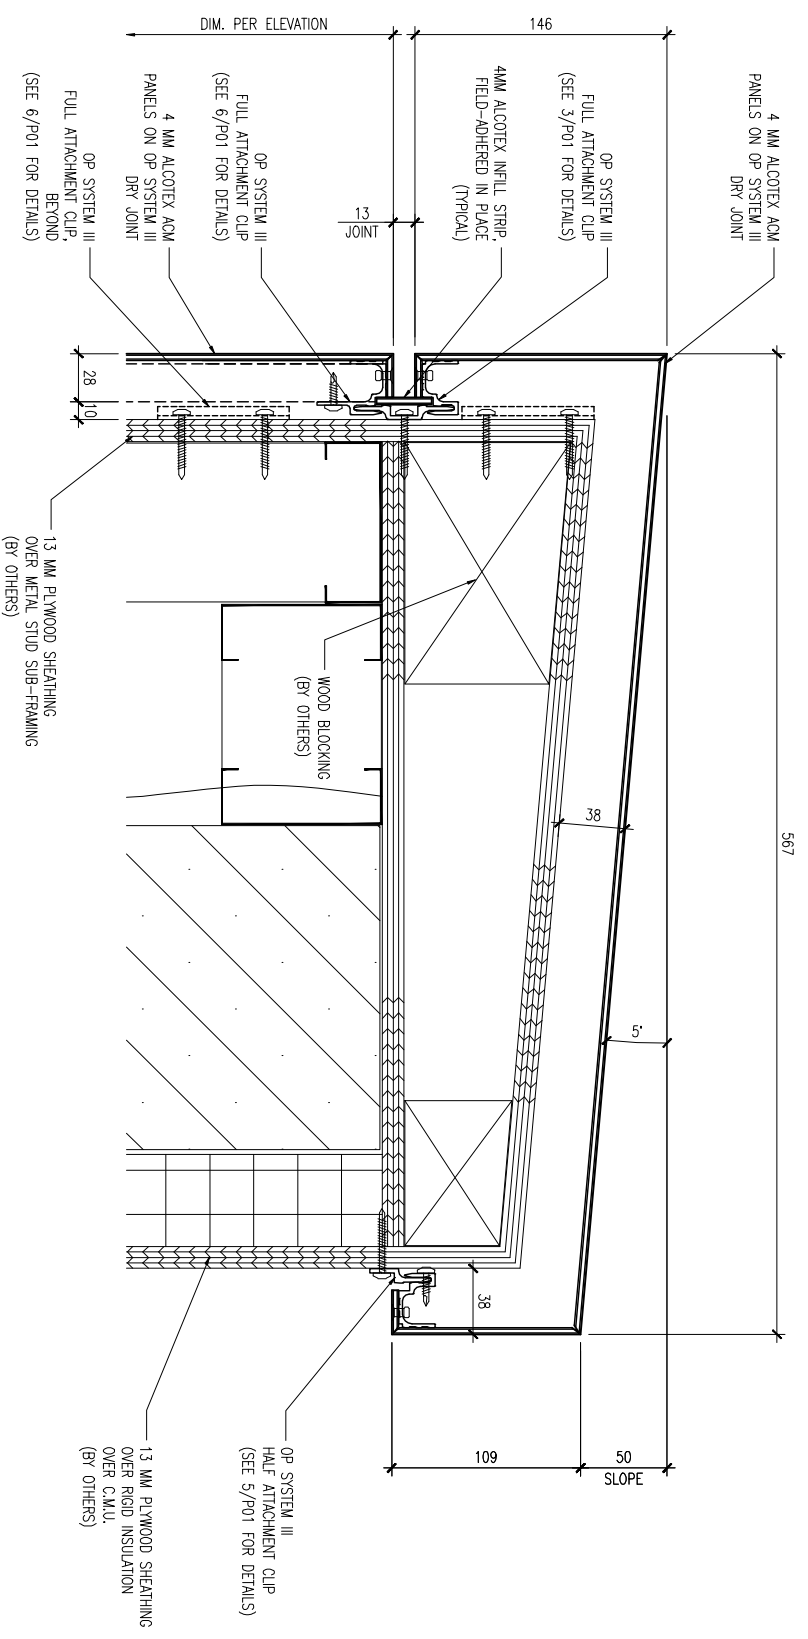 DIM. PER ELEVATION
146
4 MM ALCOTEX ACM
PANELS ON OP SYSTEM III
DRY JOINT
OP SYSTEM III
FULL ATTACHMENT CLIP
(SEE 3/P01 FOR DETAILS)
4MM ALCOTEX INFILL STRIP,
FIELD-ADHERED IN PLACE
(TYPICAL)
13
JOINT
OP SYSTEM III
FULL ATTACHMENT CLIP
(SEE 6/P01 FOR DETAILS)
4 MM ALCOTEX ACM
PANELS ON OP SYSTEM III
DRY JOINT
OP SYSTEM III
FULL ATTACHMENT CLIP,
BEYOND
(SEE 6/P01 FOR DETAILS)
28
10
13 MM PLYWOOD SHEATHING
OVER METAL STUD SUB-FRAMING
(BY OTHERS)
WOOD BLOCKING
(BY OTHERS)
38
567
5°
38
109
50
SLOPE
OP SYSTEM III
HALF ATTACHMENT CLIP
(SEE 5/P01 FOR DETAILS)
13 MM PLYWOOD SHEATHING
OVER RIGID INSULATION
OVER C.M.U.
(BY OTHERS)